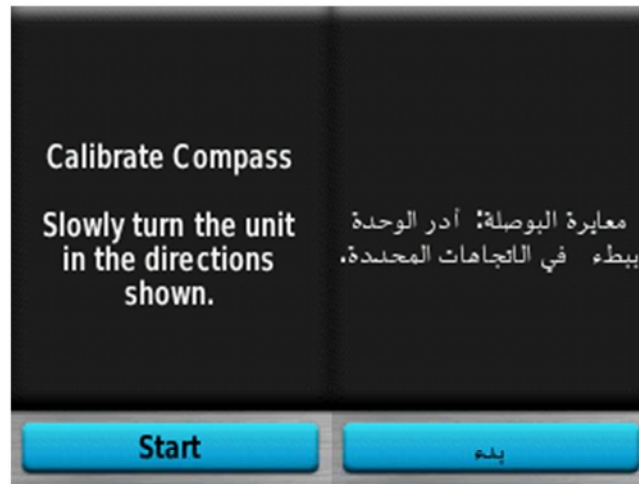 Calibrate Compass
Slowly turn the unit
in the directions
shown.
Start
معايرة البوصلة: أدر الوحدة
ببطء في الاتجاهات المحددة.
بدء